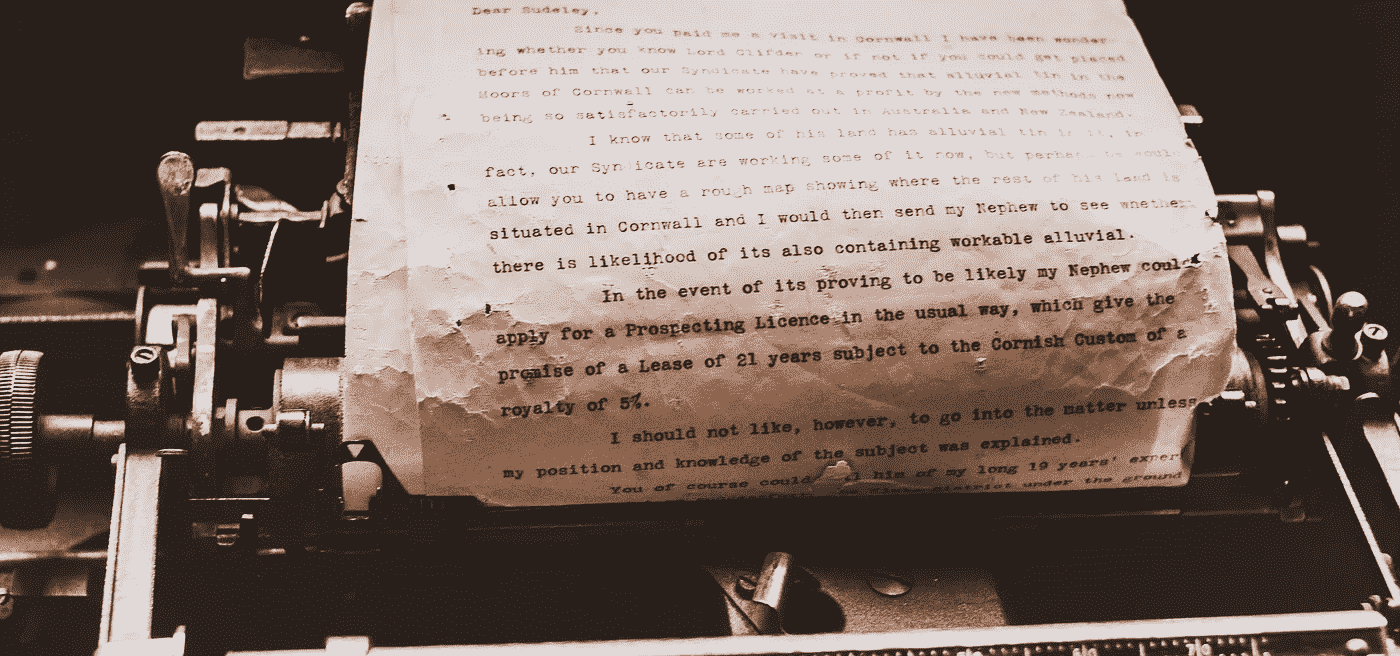 Dear Sudeley,
Since you paid me a visit in Cornwall I have been wonder-
ing whether you know Lord Clifden or if not if you could get placed
before him that our Syndicate have proved that alluvial tin in the
Moors of Cornwall can be worked at a profit by the new methods now
being so satisfactorily carried out in Australia and New Zealand.
I know that some of his land has alluvial tin in it, in
fact, our Syndicate are working some of it now, but perhaps he would
allow you to have a rough map showing where the rest of his land is
situated in Cornwall and I would then send my Nephew to see whether
there is likelihood of its also containing workable alluvial.
In the event of its proving to be likely my Nephew could
apply for a Prospecting Licence in the usual way, which give the
promise of a Lease of 21 years subject to the Cornish Custom of a
royalty of 5%.
I should not like, however, to go into the matter unless
my position and knowledge of the subject was explained.
You of course could him of my long 19 years' exper
district under the ground
70